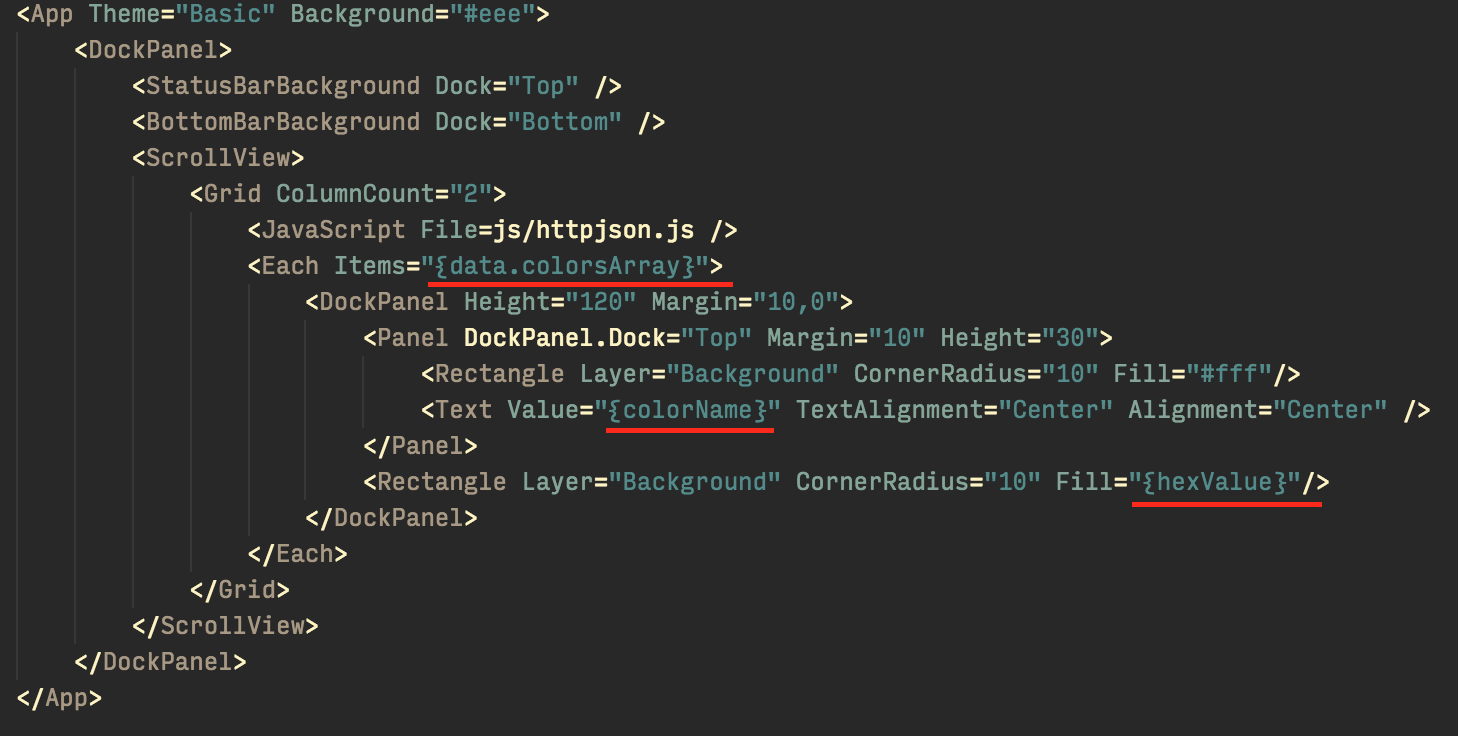 <App Theme="Basic" Background="#eee">
<DockPanel>
<StatusBarBackground Dock="Top" />
<BottomBarBackground Dock="Bottom" />
<ScrollView>
<Grid ColumnCount="2">
<JavaScript File=js/httpjson.js />
<Each Items="{data.colorsArray}">
<DockPanel Height="120" Margin="10,0">
<Panel DockPanel.Dock="Top" Margin="10" Height="30">
<Rectangle Layer="Background" CornerRadius="10" Fill="#fff"/>
<Text Value="{colorName}" TextAlignment="Center" Alignment="Center" />
</Panel>
<Rectangle Layer="Background" CornerRadius="10" Fill="{hexValue}"/>
</DockPanel>
</Each>
</Grid>
</ScrollView>
</DockPanel>
</App>